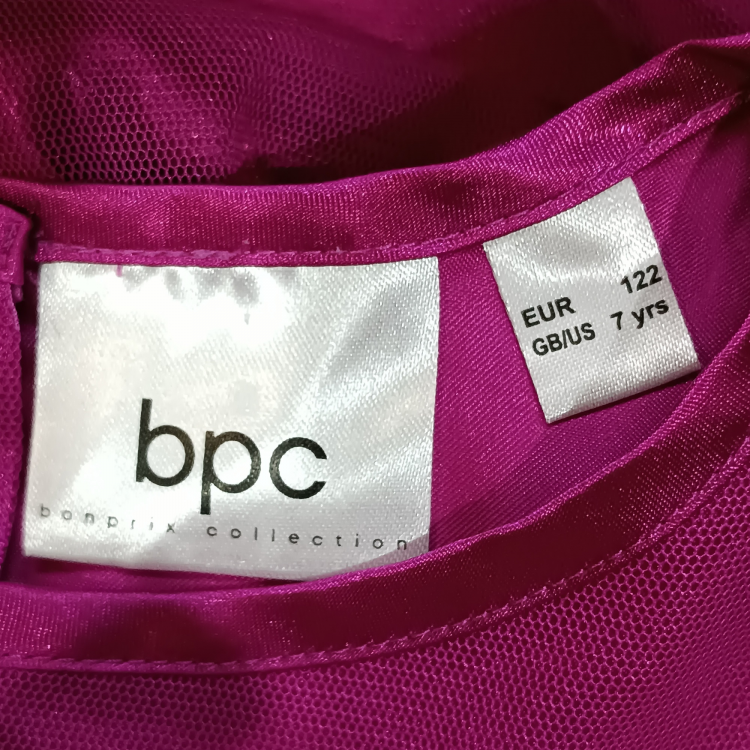 bpc
bonprix collection
EUR 122
GB/US 7 yrs